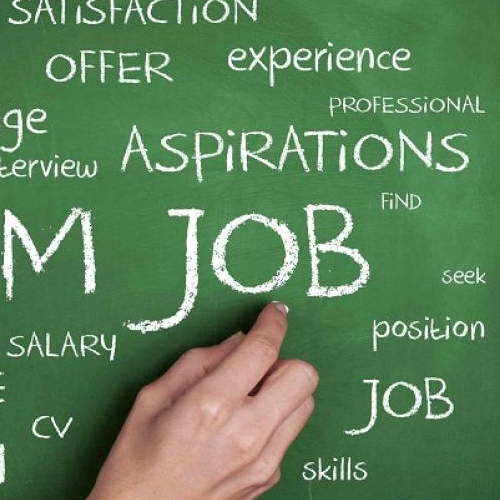 SATiSFACTiON
OFFER
experience
PROFESSiONAL
ge
ASPiRATiONS
terview
FiND
M JOB
seek
SALARY
position
JOB
CV
skills